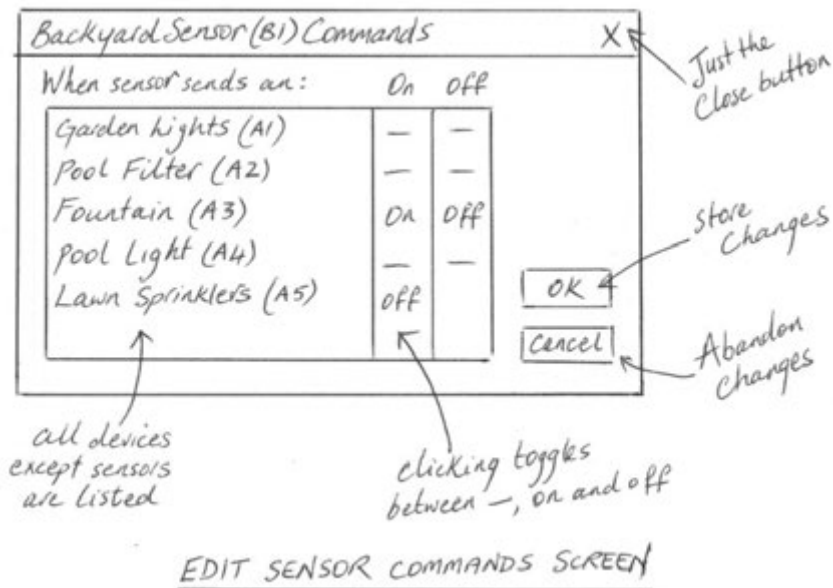 Backyard Sensor (B1) Commands X
When sensor sends an: On Off
Garden Lights (A1) — —
Pool Filter (A2) — —
Fountain (A3) On Off
Pool Light (A4) — —
Lawn Sprinklers (A5) Off
OK
Cancel
Just the
Close button
Store
Changes
Abandon
Changes
all devices
except sensors
are listed
clicking toggles
between —, on and off
EDIT SENSOR COMMANDS SCREEN